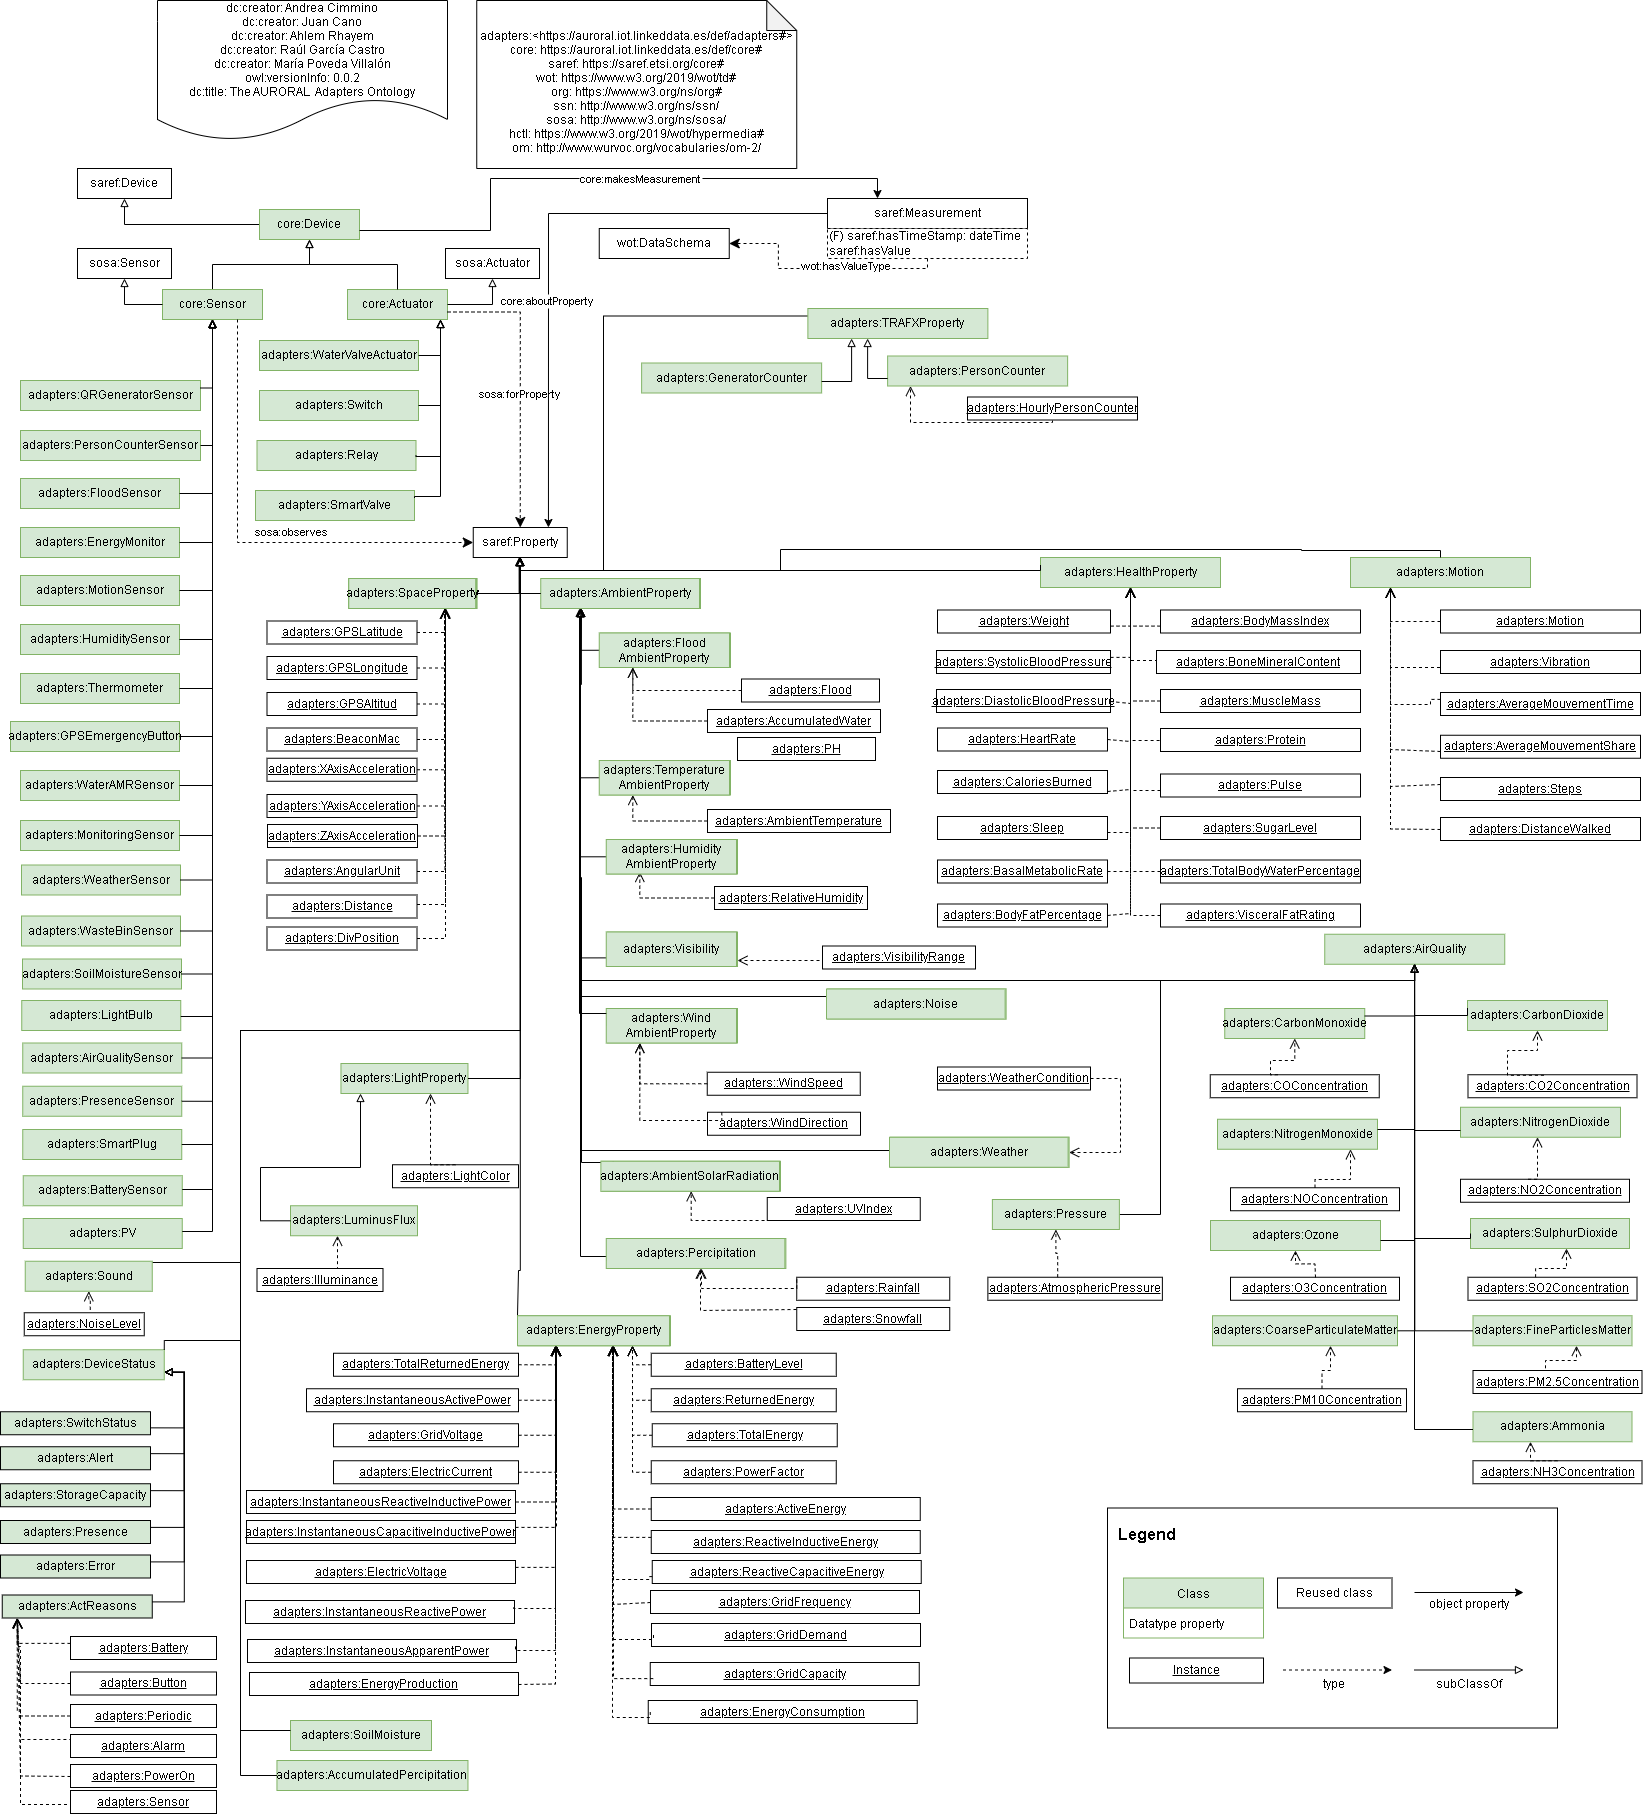 dc:creator: Andrea Cimmino
dc:creator: Juan Cano
dc:creator: Ahlem Rhayem
dc:creator: Raúl García Castro
dc:creator: María Poveda Villalón
owl:versionInfo: 0.0.2
dc:title: The AURORAL Adapters Ontology
adapters:<https://auroral.iot.linkeddata.es/def/adapters#>
core: https://auroral.iot.linkeddata.es/def/core#
saref: https://saref.etsi.org/core#
wot: https://www.w3.org/2019/wot/td#
org: https://www.w3.org/ns/org#
ssn: http://www.w3.org/ns/ssn/
sosa: http://www.w3.org/ns/sosa/
hctl: https://www.w3.org/2019/wot/hypermedia#
om: http://www.wurvoc.org/vocabularies/om-2/
saref:Device
core:makesMeasurement
core:Device
saref:Measurement
(F) saref:hasTimeStamp: dateTime
saref:hasValue
wot:DataSchema
wot:hasValueType
sosa:Sensor
sosa:Actuator
core:Sensor
core:Actuator
core:aboutProperty
adapters:TRAFXProperty
adapters:GeneratorCounter
adapters:PersonCounter
adapters:HourlyPersonCounter
adapters:WaterValveActuator
adapters:Switch
adapters:Relay
adapters:SmartValve
sosa:forProperty
sosa:observes
saref:Property
adapters:QRGeneratorSensor
adapters:PersonCounterSensor
adapters:FloodSensor
adapters:EnergyMonitor
adapters:MotionSensor
adapters:HumiditySensor
adapters:Thermometer
adapters:GPSEmergencyButton
adapters:WaterAMRSensor
adapters:MonitoringSensor
adapters:WeatherSensor
adapters:WasteBinSensor
adapters:SoilMoistureSensor
adapters:LightBulb
adapters:AirQualitySensor
adapters:PresenceSensor
adapters:SmartPlug
adapters:BatterySensor
adapters:PV
adapters:Sound
adapters:NoiseLevel
adapters:DeviceStatus
adapters:SwitchStatus
adapters:Alert
adapters:StorageCapacity
adapters:Presence
adapters:Error
adapters:ActReasons
adapters:Battery
adapters:Button
adapters:Periodic
adapters:Alarm
adapters:PowerOn
adapters:Sensor
adapters:SpaceProperty
adapters:GPSLatitude
adapters:GPSLongitude
adapters:GPSAltitud
adapters:BeaconMac
adapters:XAxisAcceleration
adapters:YAxisAcceleration
adapters:ZAxisAcceleration
adapters:AngularUnit
adapters:Distance
adapters:DivPosition
adapters:AmbientProperty
adapters:Flood
AmbientProperty
adapters:Flood
adapters:AccumulatedWater
adapters:PH
adapters:Temperature
AmbientProperty
adapters:AmbientTemperature
adapters:Humidity
AmbientProperty
adapters:RelativeHumidity
adapters:Visibility
adapters:VisibilityRange
adapters:Noise
adapters:Wind
AmbientProperty
adapters::WindSpeed
adapters:WindDirection
adapters:WeatherCondition
adapters:Weather
adapters:AmbientSolarRadiation
adapters:UVIndex
adapters:Percipitation
adapters:Rainfall
adapters:Snowfall
adapters:Pressure
adapters:AtmosphericPressure
adapters:HealthProperty
adapters:Weight
adapters:BodyMassIndex
adapters:SystolicBloodPressure
adapters:BoneMineralContent
adapters:DiastolicBloodPressure
adapters:MuscleMass
adapters:HeartRate
adapters:Protein
adapters:CaloriesBurned
adapters:Pulse
adapters:Sleep
adapters:SugarLevel
adapters:BasalMetabolicRate
adapters:TotalBodyWaterPercentage
adapters:BodyFatPercentage
adapters:VisceralFatRating
adapters:Motion
adapters:Motion
adapters:Vibration
adapters:AverageMouvementTime
adapters:AverageMouvementShare
adapters:Steps
adapters:DistanceWalked
adapters:AirQuality
adapters:CarbonMonoxide
adapters:CarbonDioxide
adapters:COConcentration
adapters:CO2Concentration
adapters:NitrogenMonoxide
adapters:NitrogenDioxide
adapters:NOConcentration
adapters:NO2Concentration
adapters:Ozone
adapters:SulphurDioxide
adapters:O3Concentration
adapters:SO2Concentration
adapters:CoarseParticulateMatter
adapters:FineParticlesMatter
adapters:PM10Concentration
adapters:PM2.5Concentration
adapters:Ammonia
adapters:NH3Concentration
adapters:LightProperty
adapters:LightColor
adapters:LuminusFlux
adapters:Illuminance
adapters:EnergyProperty
adapters:TotalReturnedEnergy
adapters:InstantaneousActivePower
adapters:GridVoltage
adapters:ElectricCurrent
adapters:InstantaneousReactiveInductivePower
adapters:InstantaneousCapacitiveInductivePower
adapters:ElectricVoltage
adapters:InstantaneousReactivePower
adapters:InstantaneousApparentPower
adapters:EnergyProduction
adapters:BatteryLevel
adapters:ReturnedEnergy
adapters:TotalEnergy
adapters:PowerFactor
adapters:ActiveEnergy
adapters:ReactiveInductiveEnergy
adapters:ReactiveCapacitiveEnergy
adapters:GridFrequency
adapters:GridDemand
adapters:GridCapacity
adapters:EnergyConsumption
adapters:SoilMoisture
adapters:AccumulatedPercipitation
Legend
Class
Datatype property
Reused class
object property
Instance
type
subClassOf